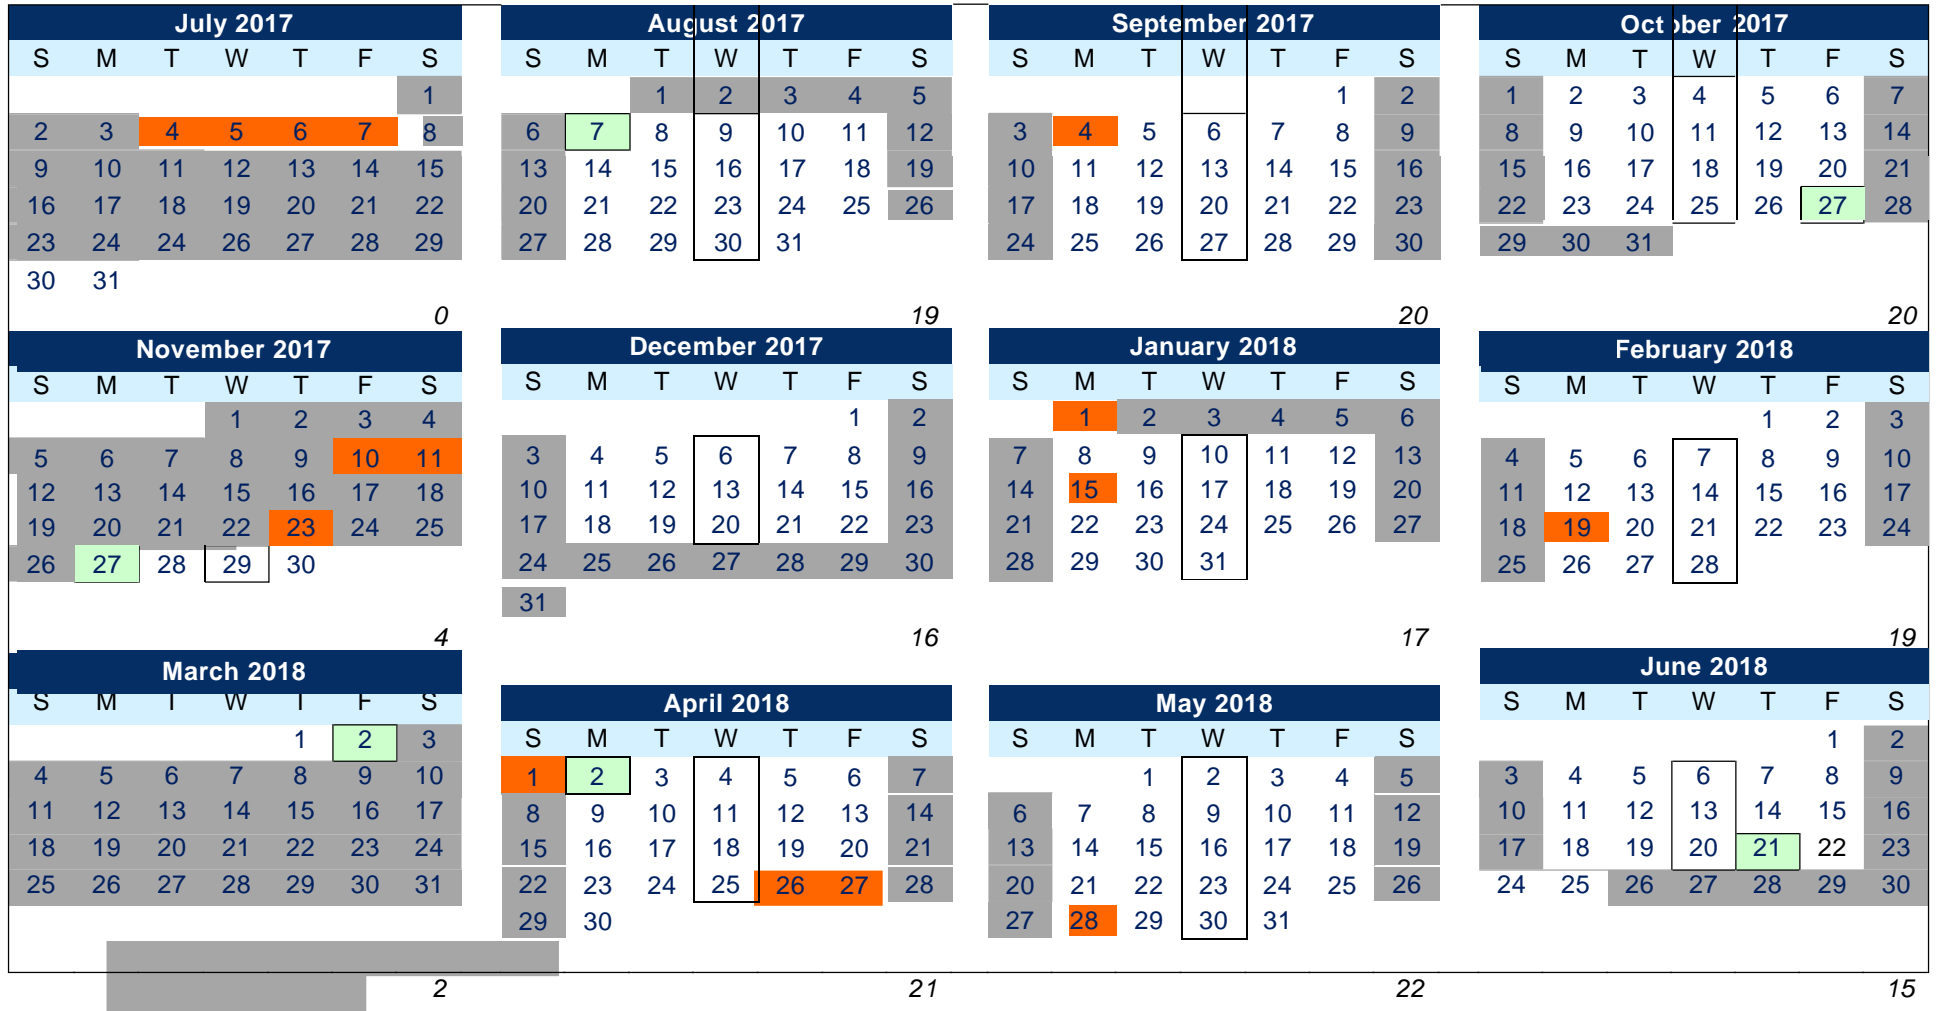 July 2017
S M T W T F S
1
2 3 4 5 6 7 8
9 10 11 12 13 14 15
16 17 18 19 20 21 22
23 24 24 26 27 28 29
30 31
0
August 2017
S M T W T F S
1 2 3 4 5
6 7 8 9 10 11 12
13 14 15 16 17 18 19
20 21 22 23 24 25 26
27 28 29 30 31
19
September 2017
S M T W T F S
1 2
3 4 5 6 7 8 9
10 11 12 13 14 15 16
17 18 19 20 21 22 23
24 25 26 27 28 29 30
20
October 2017
S M T W T F S
1 2 3 4 5 6 7
8 9 10 11 12 13 14
15 16 17 18 19 20 21
22 23 24 25 26 27 28
29 30 31
20
November 2017
S M T W T F S
1 2 3 4
5 6 7 8 9 10 11
12 13 14 15 16 17 18
19 20 21 22 23 24 25
26 27 28 29 30
4
December 2017
S M T W T F S
1 2
3 4 5 6 7 8 9
10 11 12 13 14 15 16
17 18 19 20 21 22 23
24 25 26 27 28 29 30
31
16
January 2018
S M T W T F S
1 2 3 4 5 6
7 8 9 10 11 12 13
14 15 16 17 18 19 20
21 22 23 24 25 26 27
28 29 30 31
17
February 2018
S M T W T F S
1 2 3
4 5 6 7 8 9 10
11 12 13 14 15 16 17
18 19 20 21 22 23 24
25 26 27 28
19
March 2018
S M T W T F S
1 2 3
4 5 6 7 8 9 10
11 12 13 14 15 16 17
18 19 20 21 22 23 24
25 26 27 28 29 30 31
2
April 2018
S M T W T F S
1 2 3 4 5 6 7
8 9 10 11 12 13 14
15 16 17 18 19 20 21
22 23 24 25 26 27 28
29 30
21
May 2018
S M T W T F S
1 2 3 4 5
6 7 8 9 10 11 12
13 14 15 16 17 18 19
20 21 22 23 24 25 26
27 28 29 30 31
22
June 2018
S M T W T F S
1 2
3 4 5 6 7 8 9
10 11 12 13 14 15 16
17 18 19 20 21 22 23
24 25 26 27 28 29 30
15